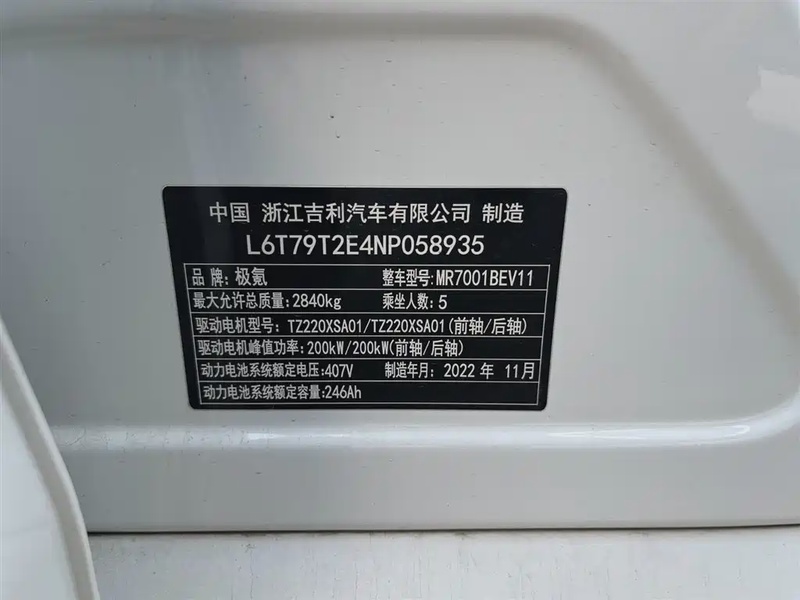 中国 浙江吉利汽车有限公司 制造
L6T79T2E4NP058935
品 牌:极氪 整车型号:MR7001BEV11
最大允许总质量:2840kg 乘坐人数:5
驱动电机型号:TZ220XSA01/TZ220XSA01(前轴/后轴)
驱动电机峰值功率:200kW/200kW(前轴/后轴)
动力电池系统额定电压:407V 制造年月:2022 年 11月
动力电池系统额定容量:246Ah